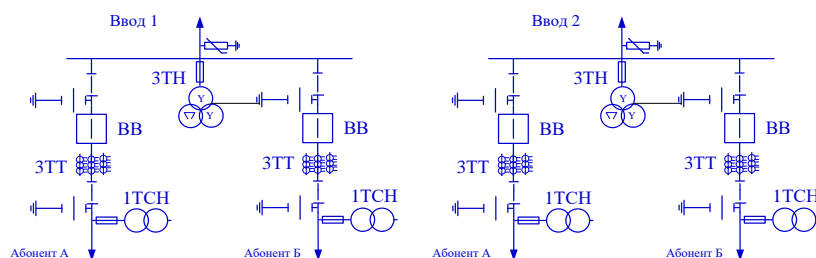 Ввод 1
Ввод 2
3ТН
3ТН
Y
Y
Y
Y
ВВ
ВВ
ВВ
ВВ
3ТТ
3ТТ
3ТТ
3ТТ
1ТСН
1ТСН
1ТСН
1ТСН
Абонент А
Абонент Б
Абонент А
Абонент Б